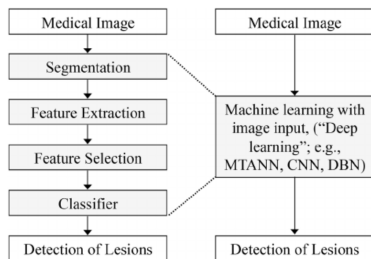 Medical Image
Segmentation
Feature Extraction
Feature Selection
Classifier
Detection of Lesions
Medical Image
Machine learning with
image input, (“Deep
learning”; e.g.,
MTANN, CNN, DBN)
Detection of Lesions